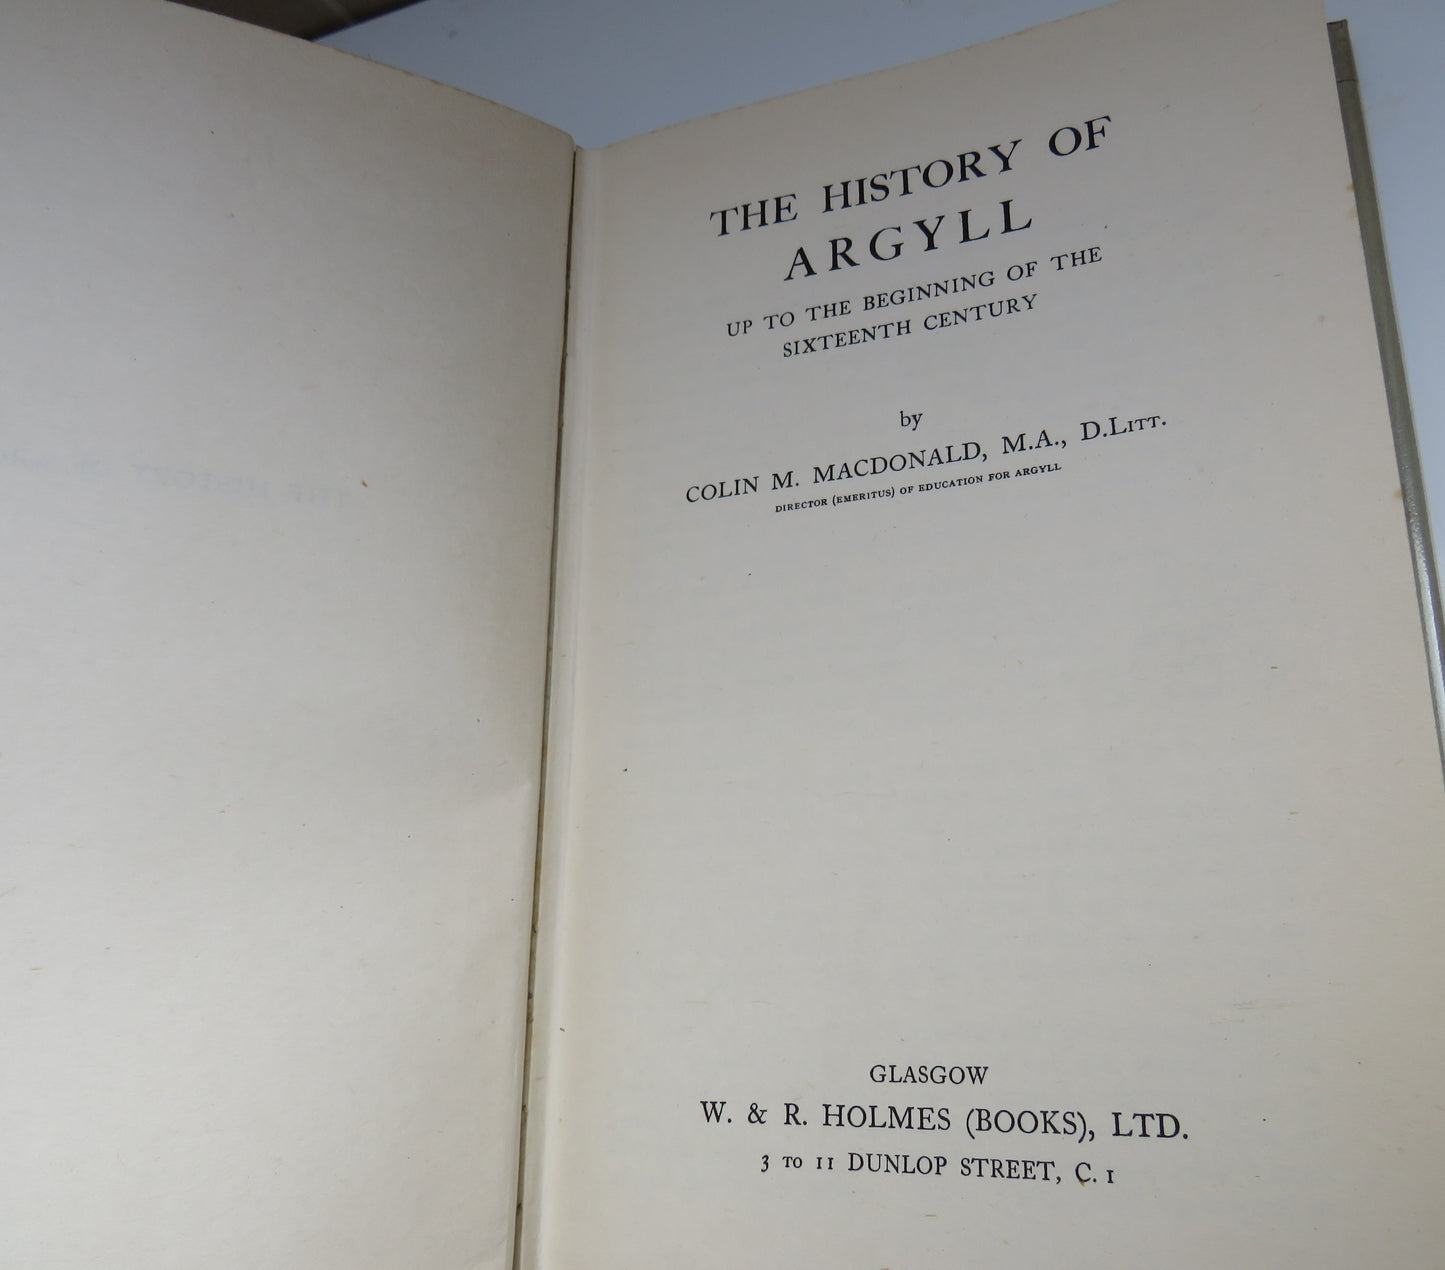 THE HISTORY OF
ARGYLL
UP TO THE BEGINNING OF THE
SIXTEENTH CENTURY
by
COLIN M. MACDONALD, M.A., D.LITT.
DIRECTOR (EMERITUS) OF EDUCATION FOR ARGYLL
GLASGOW
W. & R. HOLMES (BOOKS), LTD.
3 TO 11 DUNLOP STREET, C. 1